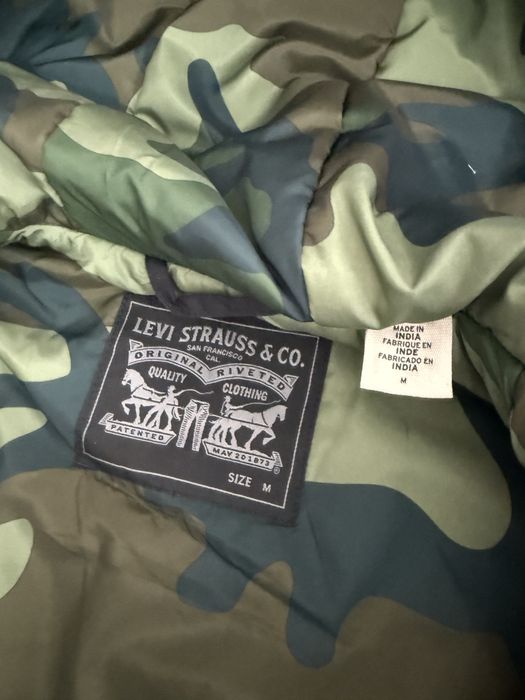 LEVI STRAUSS & CO.
SAN FRANCISCO
CAL.
ORIGINAL RIVETED
QUALITY CLOTHING
PATENTED MAY 20 1873
SIZE M
MADE IN
INDIA
FABRIQUE EN
INDE
FABRICADO EN
INDIA
M